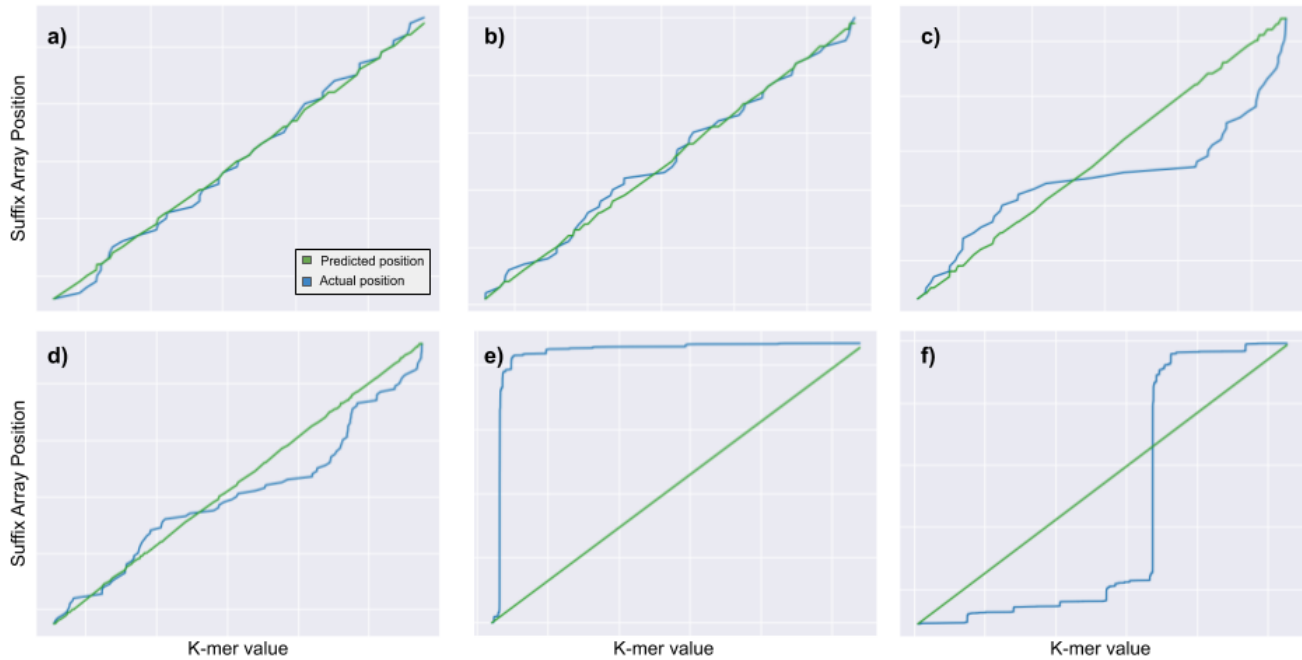 a)
b)
c)
Suffix Array Position
Predicted position
Actual position
d)
e)
f)
Suffix Array Position
K-mer value
K-mer value
K-mer value